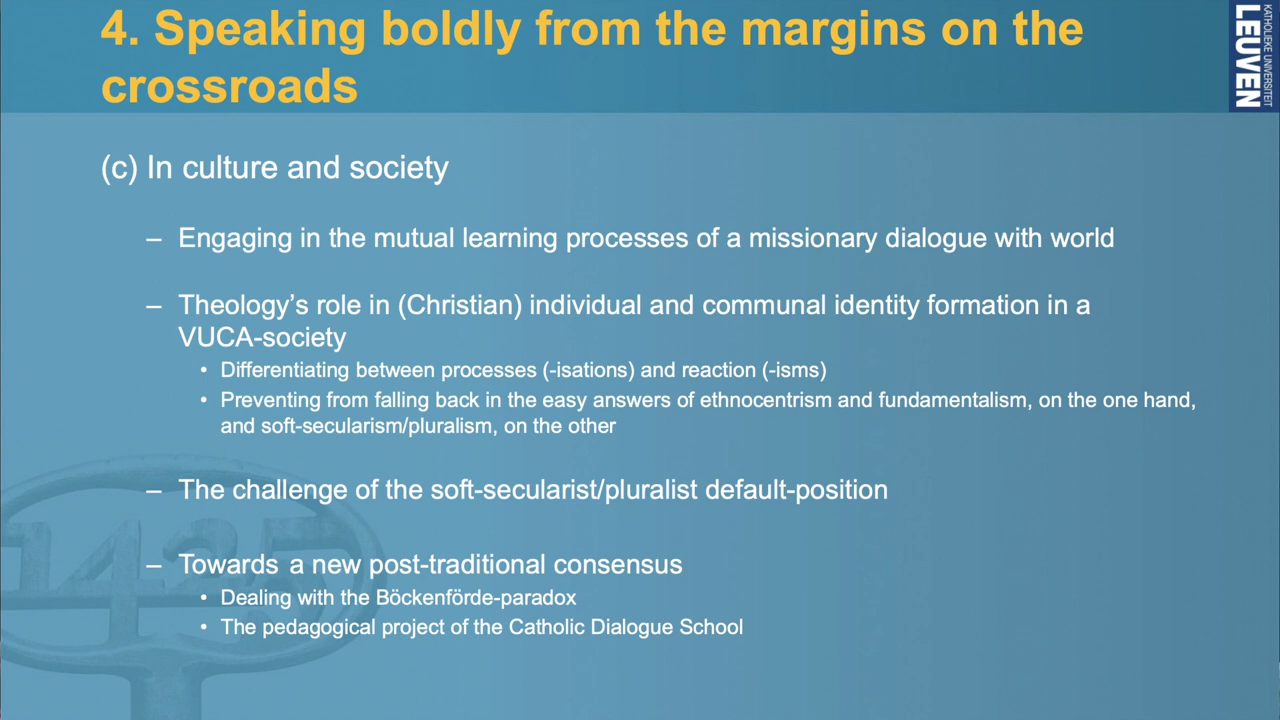 4. Speaking boldly from the margins on the
crossroads
KATHOLIEKE UNIVERSITEIT
LEUVEN
(c) In culture and society
– Engaging in the mutual learning processes of a missionary dialogue with world
– Theology’s role in (Christian) individual and communal identity formation in a
VUCA-society
• Differentiating between processes (-isations) and reaction (-isms)
• Preventing from falling back in the easy answers of ethnocentrism and fundamentalism, on the one hand,
and soft-secularism/pluralism, on the other
– The challenge of the soft-secularist/pluralist default-position
– Towards a new post-traditional consensus
• Dealing with the Böckenförde-paradox
• The pedagogical project of the Catholic Dialogue School
1425